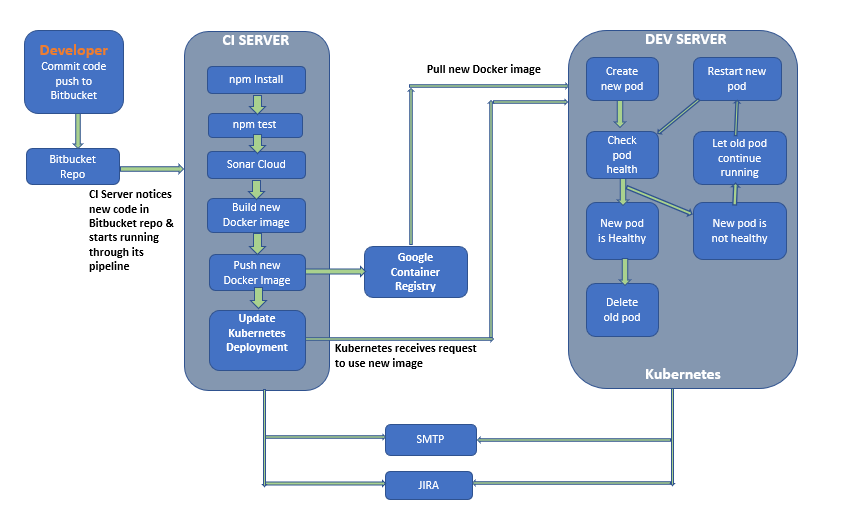 Developer
Commit code
push to
Bitbucket
Bitbucket
Repo
CI Server notices
new code in
Bitbucket repo &
starts running
through its
pipeline
CI SERVER
npm Install
npm test
Sonar Cloud
Build new
Docker image
Push new
Docker Image
Update
Kubernetes
Deployment
Google
Container
Registry
Pull new Docker image
Kubernetes receives request
to use new image
DEV SERVER
Create
new pod
Restart new
pod
Check
pod
health
Let old pod
continue
running
New pod
is Healthy
New pod is
not healthy
Delete
old pod
Kubernetes
SMTP
JIRA